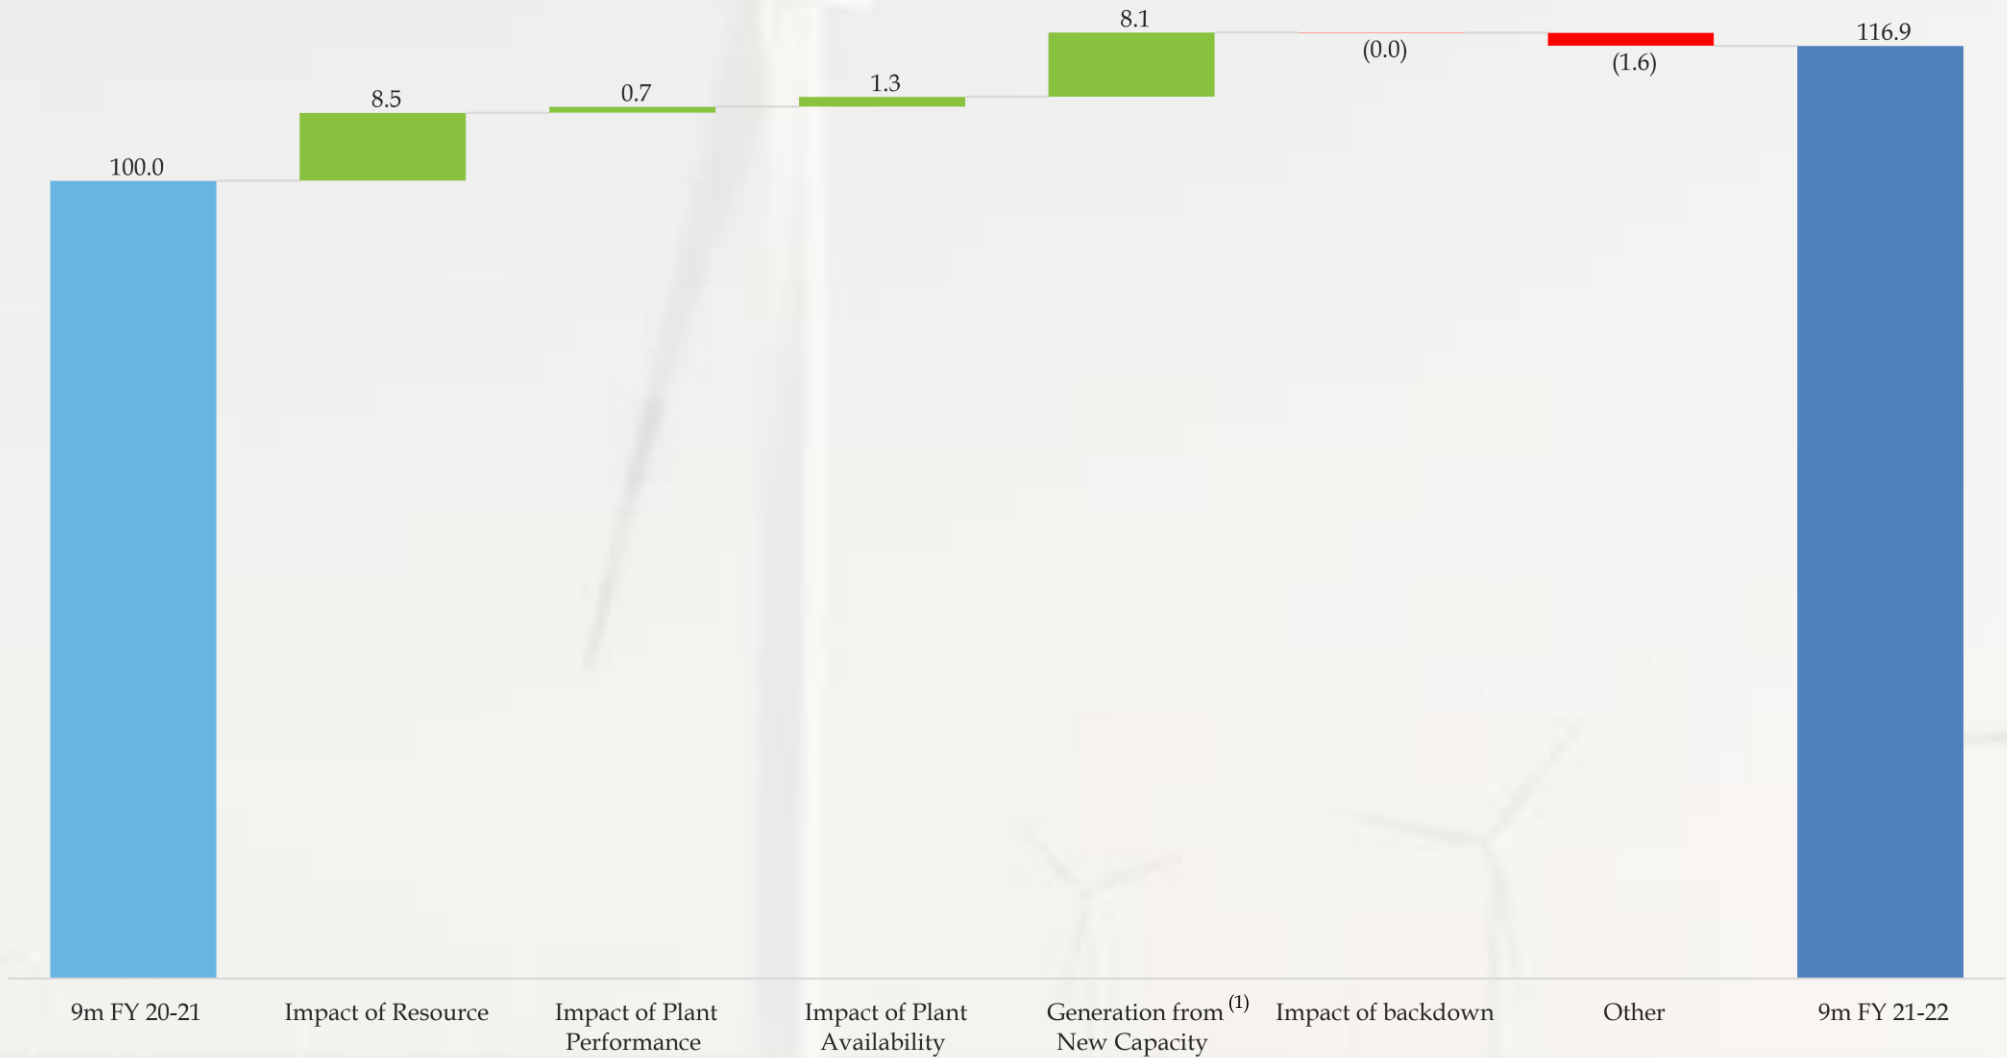 8.1
116.9
(0.0)
(1.6)
1.3
0.7
8.5
100.0
9m FY 20-21
Impact of Resource
Impact of Plant
Performance
Impact of Plant
Availability
Generation from (1)
New Capacity
Impact of backdown
Other
9m FY 21-22